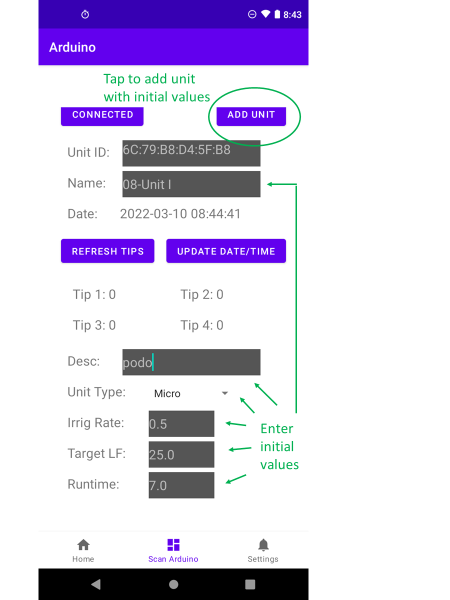 8:43
Arduino
Tap to add unit
with initial values
CONNECTED ADD UNIT
Unit ID: 6C:79:B8:D4:5F:B8
Name: 08-Unit I
Date: 2022-03-10 08:44:41
REFRESH TIPS UPDATE DATE/TIME
Tip 1: 0 Tip 2: 0
Tip 3: 0 Tip 4: 0
Desc: podo
Unit Type: Micro
Irrig Rate: 0.5
Target LF: 25.0
Runtime: 7.0
Enter
initial
values
Home Scan Arduino Settings